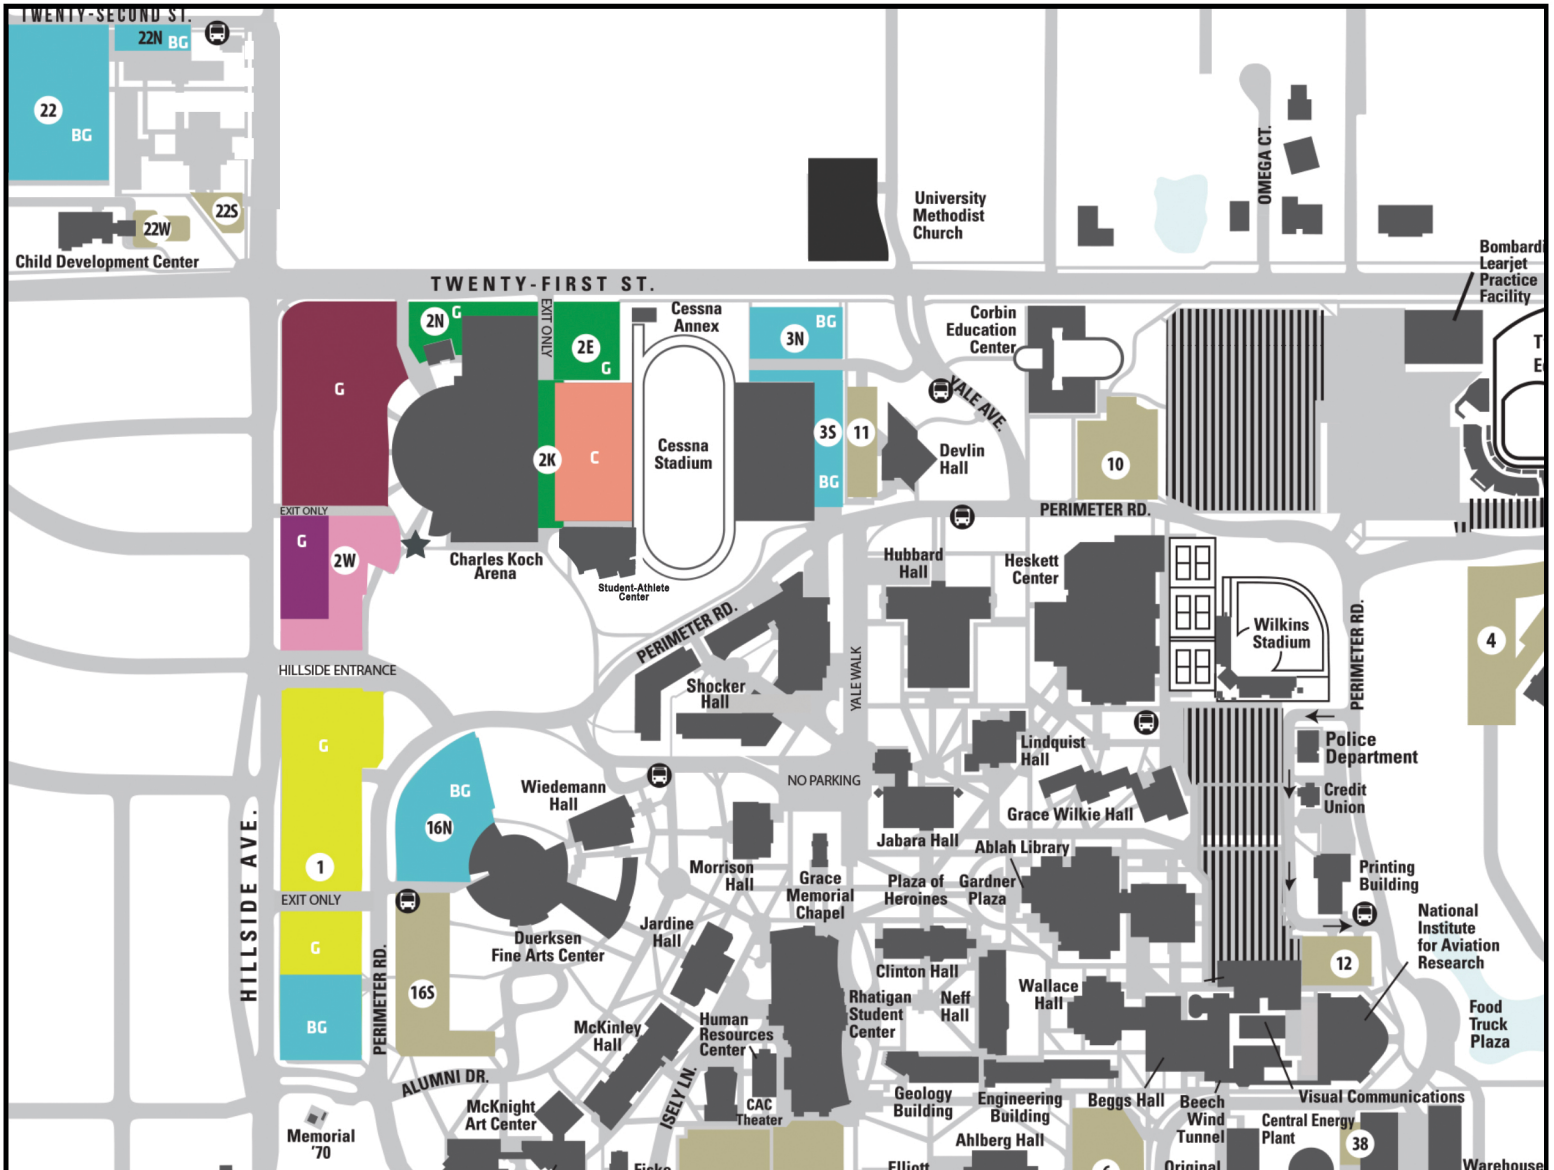 TWENTY-SECOND ST.
22N
BG
22
BG
22S
22W
Child Development Center
University
Methodist
Church
OMEGA CT.
Bombardi
Learjet
Practice
Facility
TWENTY-FIRST ST.
2N
G
EXIT ONLY
2E
G
Cessna
Annex
BG
3N
Corbin
Education
Center
G
YALE AVE.
2K
C
Cessna
Stadium
3S
BG
11
Devlin
Hall
10
EXIT ONLY
PERIMETER RD.
G
2W
Charles Koch
Arena
Student-Athlete
Center
Hubbard
Hall
Heskett
Center
PERIMETER RD.
Wilkins
Stadium
PERIMETER RD.
4
HILLSIDE ENTRANCE
YALE WALK
Shocker
Hall
G
Lindquist
Hall
Police
Department
NO PARKING
BG
16N
Wiedemann
Hall
Credit
Union
Grace Wilkie Hall
HILLSIDE AVE.
1
Jabara Hall
Ablah Library
Morrison
Hall
Grace
Memorial
Chapel
Plaza of
Heroines
Gardner
Plaza
Printing
Building
EXIT ONLY
Jardine
Hall
National
Institute
for Aviation
Research
G
Duerksen
Fine Arts Center
Clinton Hall
12
PERIMETER RD.
16S
Rhatigan
Student
Center
Neff
Hall
Wallace
Hall
BG
McKinley
Hall
Human
Resources
Center
Food
Truck
Plaza
ALUMNI DR.
ISELY LN.
CAC
Theater
Geology
Building
Engineering
Building
Beggs Hall
Beech
Wind
Tunnel
Visual Communications
McKnight
Art Center
Memorial
'70
Central Energy
Plant
38
Ahlberg Hall
Fiske
Elliott
6
Original
Warehouse